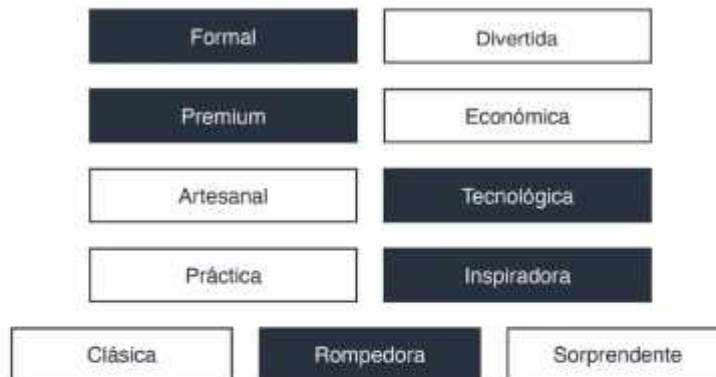 Formal Divertida
Premium Económica
Artesanal Tecnológica
Práctica Inspiradora
Clásica Rompedora Sorprendente